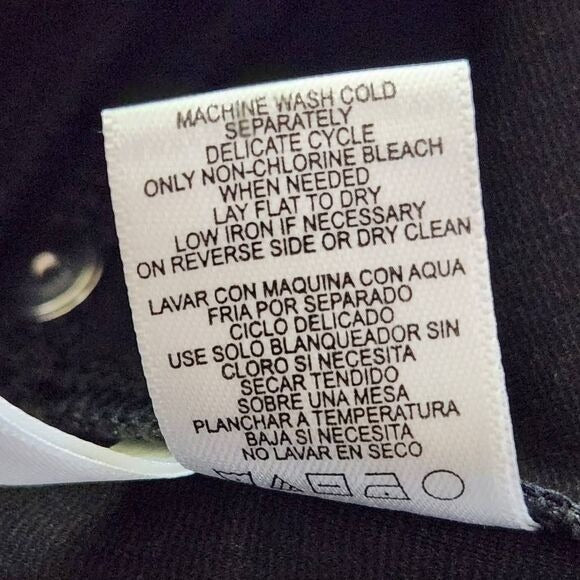 MACHINE WASH COLD
SEPARATELY
DELICATE CYCLE
ONLY NON-CHLORINE BLEACH
WHEN NEEDED
LAY FLAT TO DRY
LOW IRON IF NECESSARY
ON REVERSE SIDE OR DRY CLEAN
LAVAR CON MAQUINA CON AQUA
FRIA POR SEPARADO
CICLO DELICADO
USE SOLO BLANQUEADOR SIN
CLORO SI NECESITA
SECAR TENDIDO
SOBRE UNA MESA
PLANCHAR A TEMPERATURA
BAJA SI NECESITA
NO LAVAR EN SECO